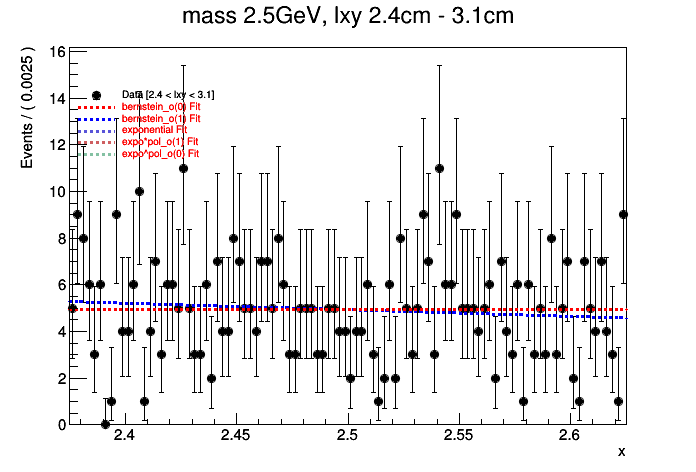 mass 2.5GeV, lxy 2.4cm - 3.1cm
Events / ( 0.0025 )
16
14
12
10
8
6
4
2
0
Data [2.4 < lxy < 3.1]
bernstein_o(0) Fit
bernstein_o(1) Fit
exponential Fit
expo*pol_o(1) Fit
expo^pol_o(0) Fit
2.4
2.45
2.5
2.55
2.6
x